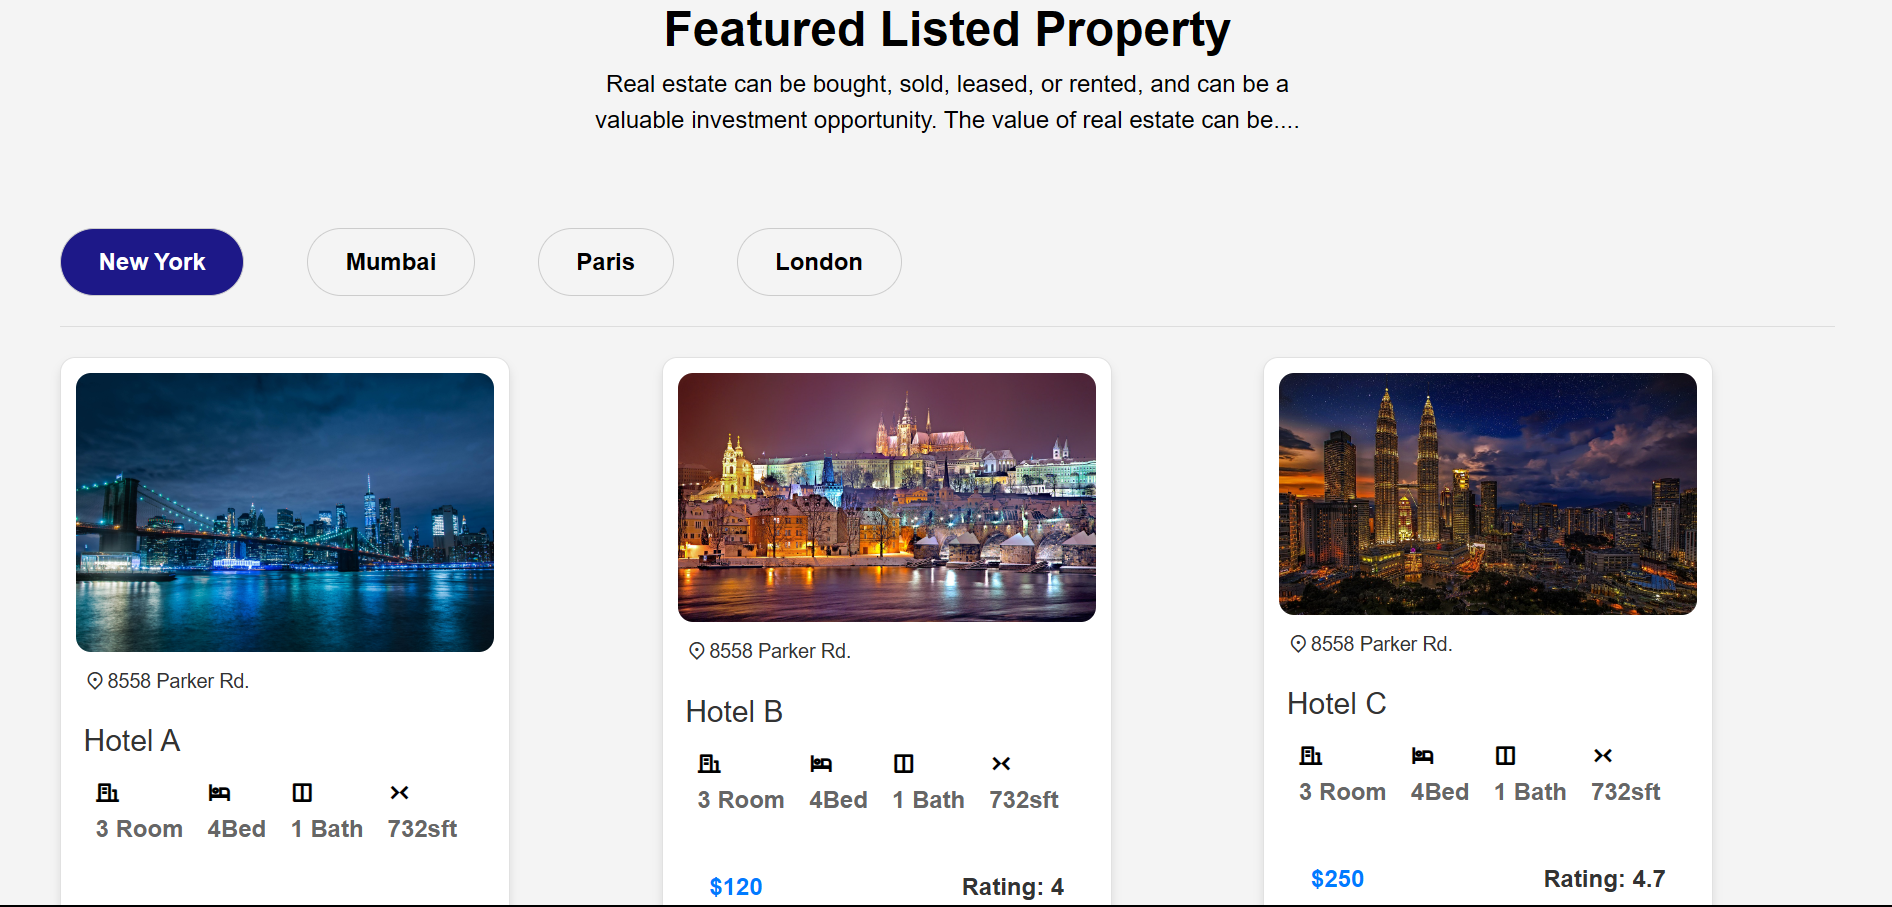 Featured Listed Property
Real estate can be bought, sold, leased, or rented, and can be a
valuable investment opportunity. The value of real estate can be....
New York
Mumbai
Paris
London
8558 Parker Rd.
Hotel A
3 Room 4Bed 1 Bath 732sft
8558 Parker Rd.
Hotel B
3 Room 4Bed 1 Bath 732sft
$120 Rating: 4
8558 Parker Rd.
Hotel C
3 Room 4Bed 1 Bath 732sft
$250 Rating: 4.7